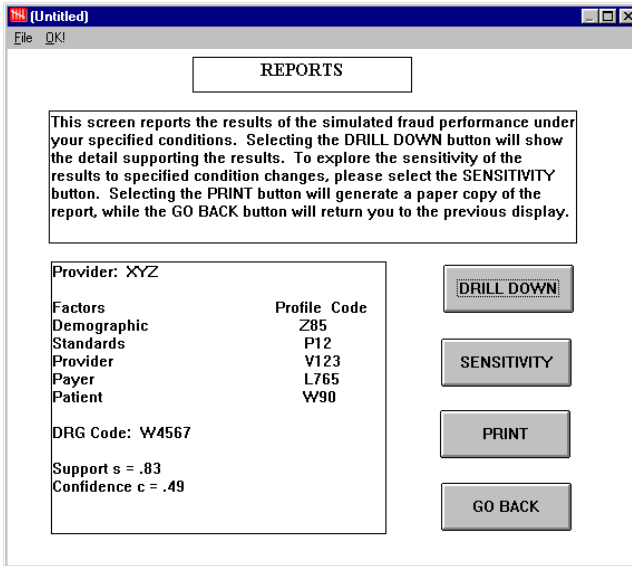 (Untitled)
File OK!
REPORTS
This screen reports the results of the simulated fraud performance under
your specified conditions. Selecting the DRILL DOWN button will show
the detail supporting the results. To explore the sensitivity of the
results to specified condition changes, please select the SENSITIVITY
button. Selecting the PRINT button will generate a paper copy of the
report, while the GO BACK button will return you to the previous display.
Provider: XYZ
Factors Profile Code
Demographic Z85
Standards P12
Provider V123
Payer L765
Patient W90
DRG Code: W4567
Support s = .83
Confidence c = .49
DRILL DOWN
SENSITIVITY
PRINT
GO BACK